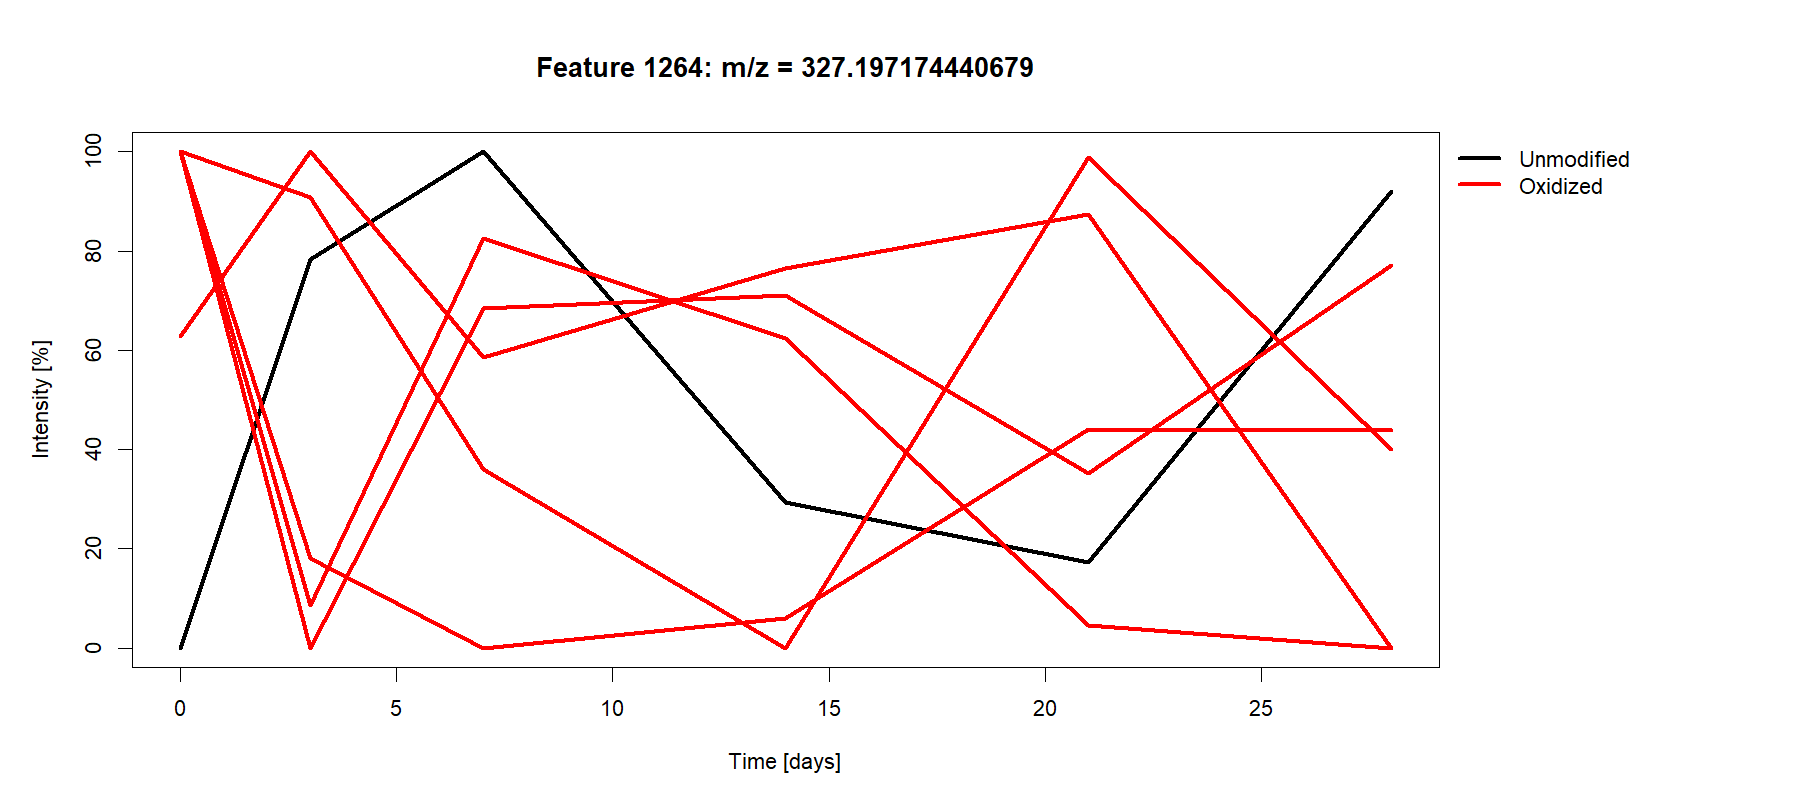 Feature 1264: m/z = 327.197174440679
Unmodified
Oxidized
Intensity [%]
100
80
60
40
20
0
0 5 10 15 20 25
Time [days]